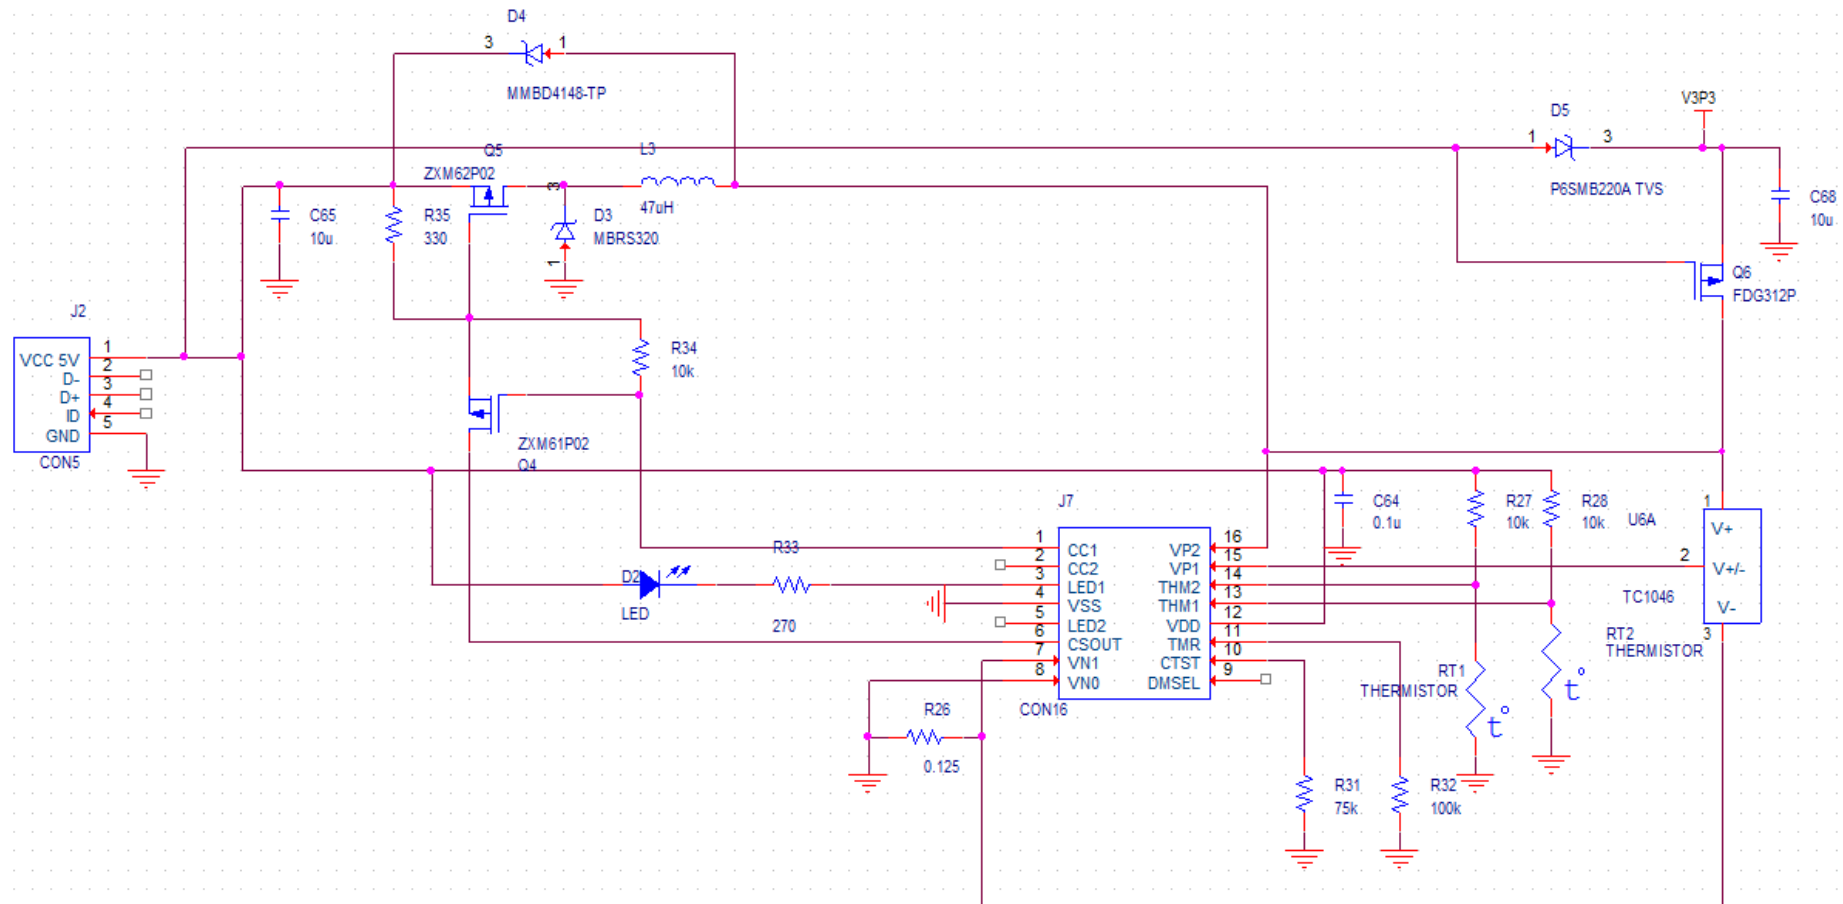 D4
3
1
MMBD4148-TP
Q5
ZXM62P02
L3
47uH
C65
10u
R35
330
3
D3
MBRS320
1
D5
1
3
P6SMB220A TVS
V3P3
C68
10u
Q6
FDG312P
J2
VCC 5V
D-
D+
ID
GND
1
2
3
4
5
CON5
R34
10k
ZXM61P02
Q4
D2
LED
R33
270
J7
1
2
3
4
5
6
7
8
CC1
CC2
LED1
VSS
LED2
CSOUT
VN1
VN0
VP2
VP1
THM2
THM1
VDD
TMR
CTST
DMSEL
16
15
14
13
12
11
10
9
CON16
C64
0.1u
R27
10k
R28
10k
U6A
1
V+
2
V+/-
V-
3
TC1046
RT2
THERMISTOR
t°
RT1
THERMISTOR
t°
R26
0.125
R31
75k
R32
100k